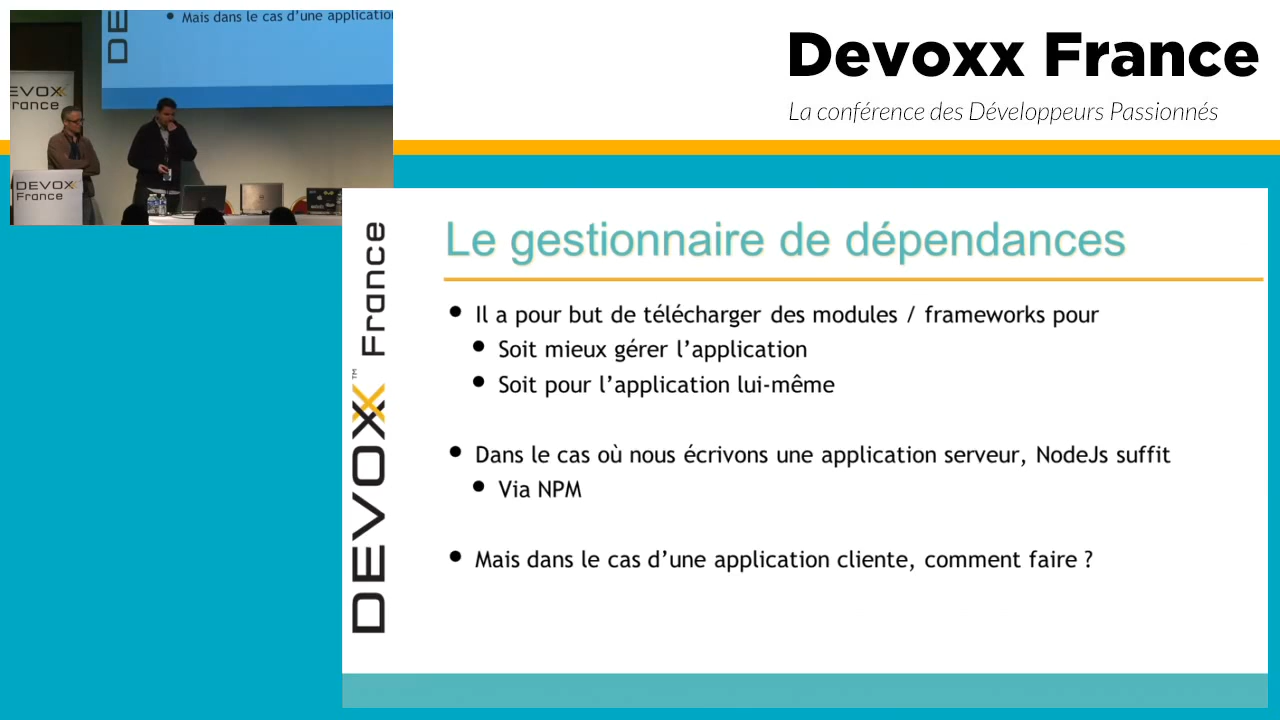 Mais dans le cas d'une application
DE
DEVOXX
France
DEVOXX
France
Devoxx France
La conférence des Développeurs Passionnés
DEVOXX™ France
Le gestionnaire de dépendances
• Il a pour but de télécharger des modules / frameworks pour
• Soit mieux gérer l’application
• Soit pour l’application lui-même
• Dans le cas où nous écrivons une application serveur, NodeJs suffit
• Via NPM
• Mais dans le cas d’une application cliente, comment faire ?